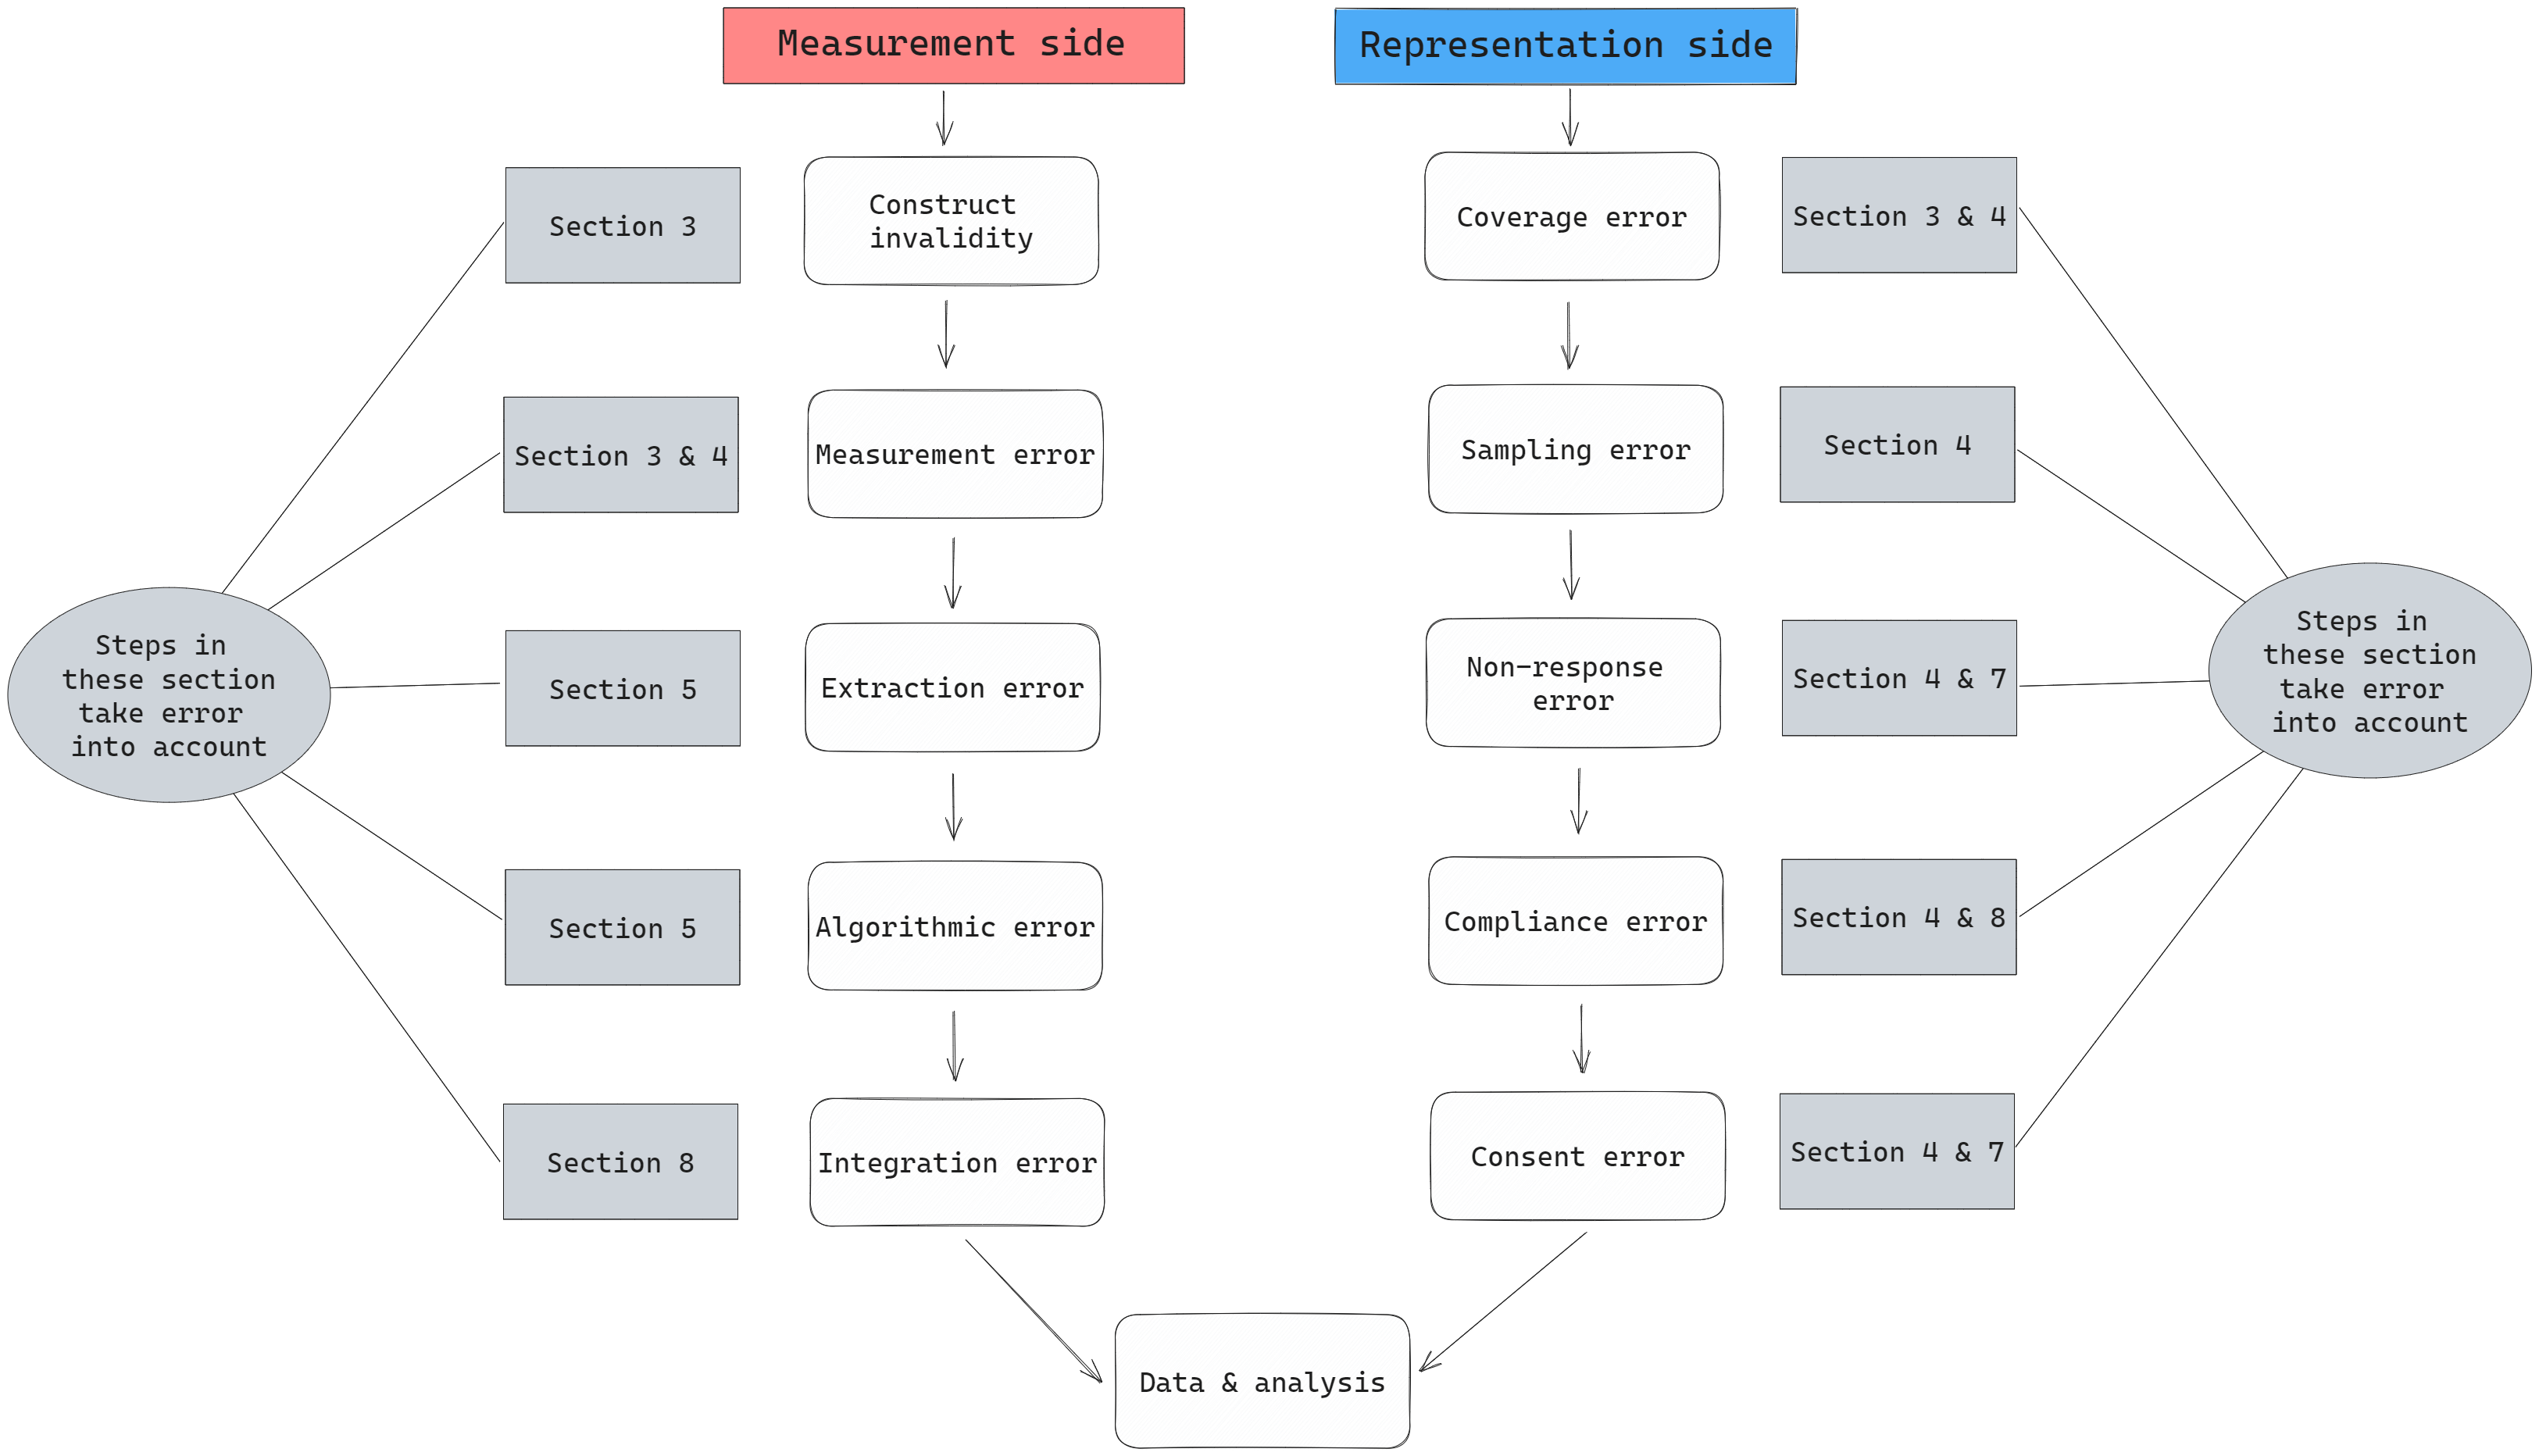 Measurement side
Representation side
Section 3
Construct
invalidity
Coverage error
Section 3 & 4
Section 3 & 4
Measurement error
Sampling error
Section 4
Steps in
these section
take error
into account
Section 5
Extraction error
Non-response
error
Section 4 & 7
Steps in
these section
take error
into account
Section 5
Algorithmic error
Compliance error
Section 4 & 8
Section 8
Integration error
Consent error
Section 4 & 7
Data & analysis